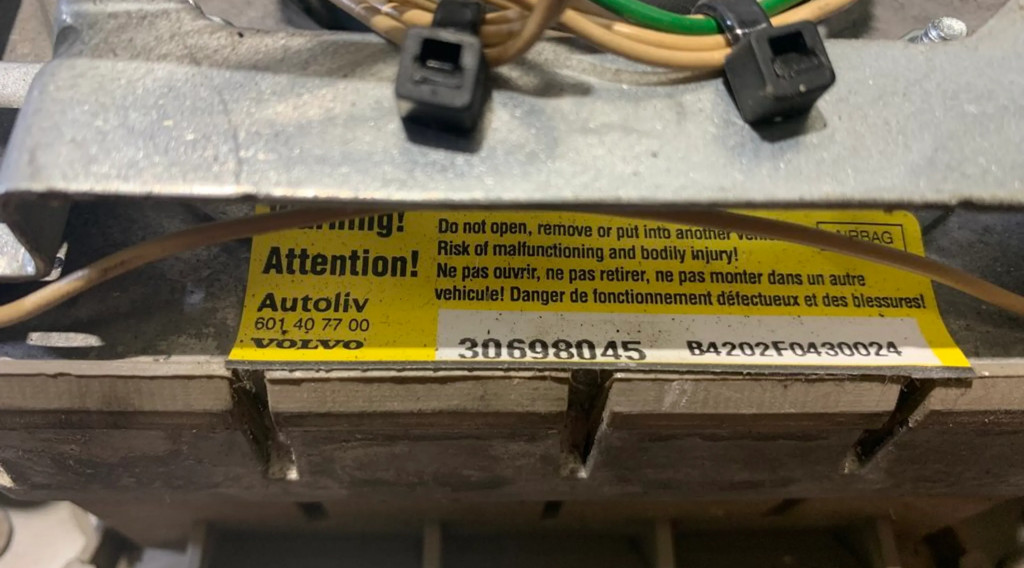 Attention!
Autoliv
601 40 7700
VOLVO
Do not open, remove or put into another
Risk of malfunctioning and bodily injury!
Ne pas ouvrir, ne pas retirer, ne pas monter dans un autre
vehicule! Danger de fonctionnement défectueux et des blessures!
AIRBAG
30698045
B4202F0430024